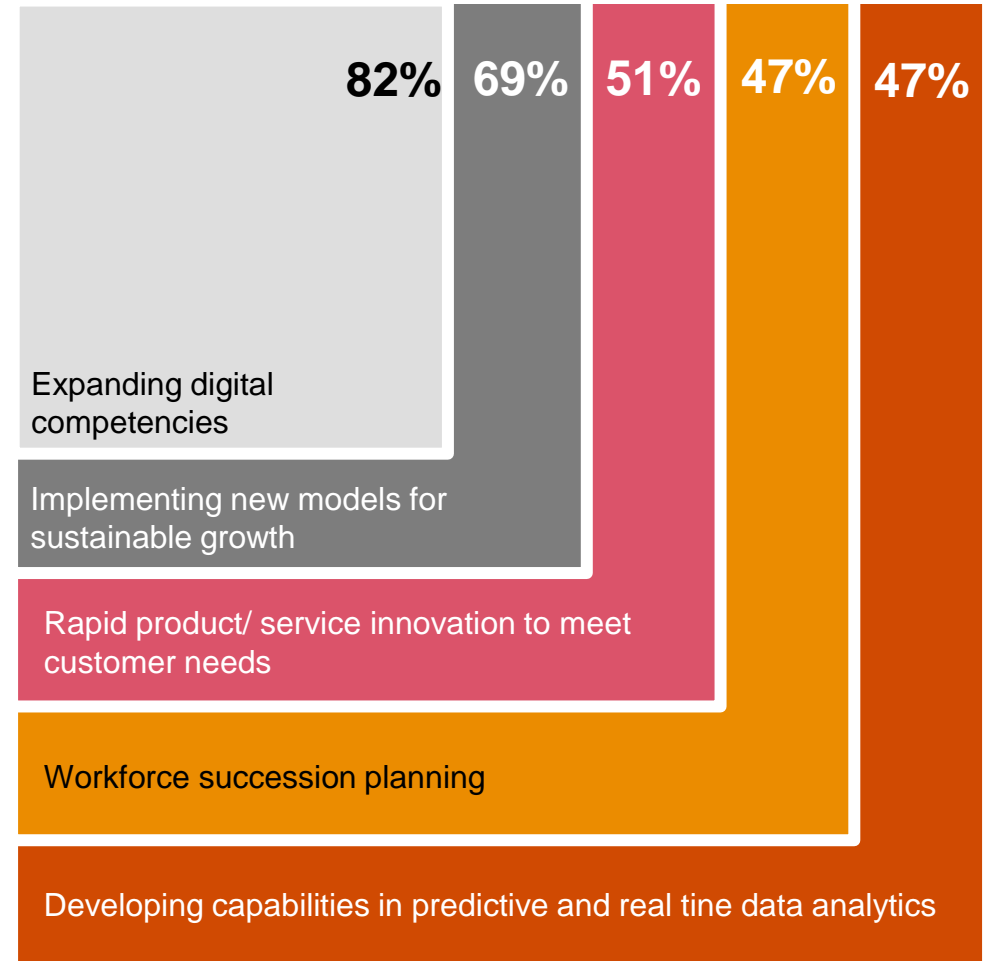 82% 69% 51% 47% 47%
Expanding digital
competencies
Implementing new models for
sustainable growth
Rapid product/ service innovation to meet
customer needs
Workforce succession planning
Developing capabilities in predictive and real tine data analytics